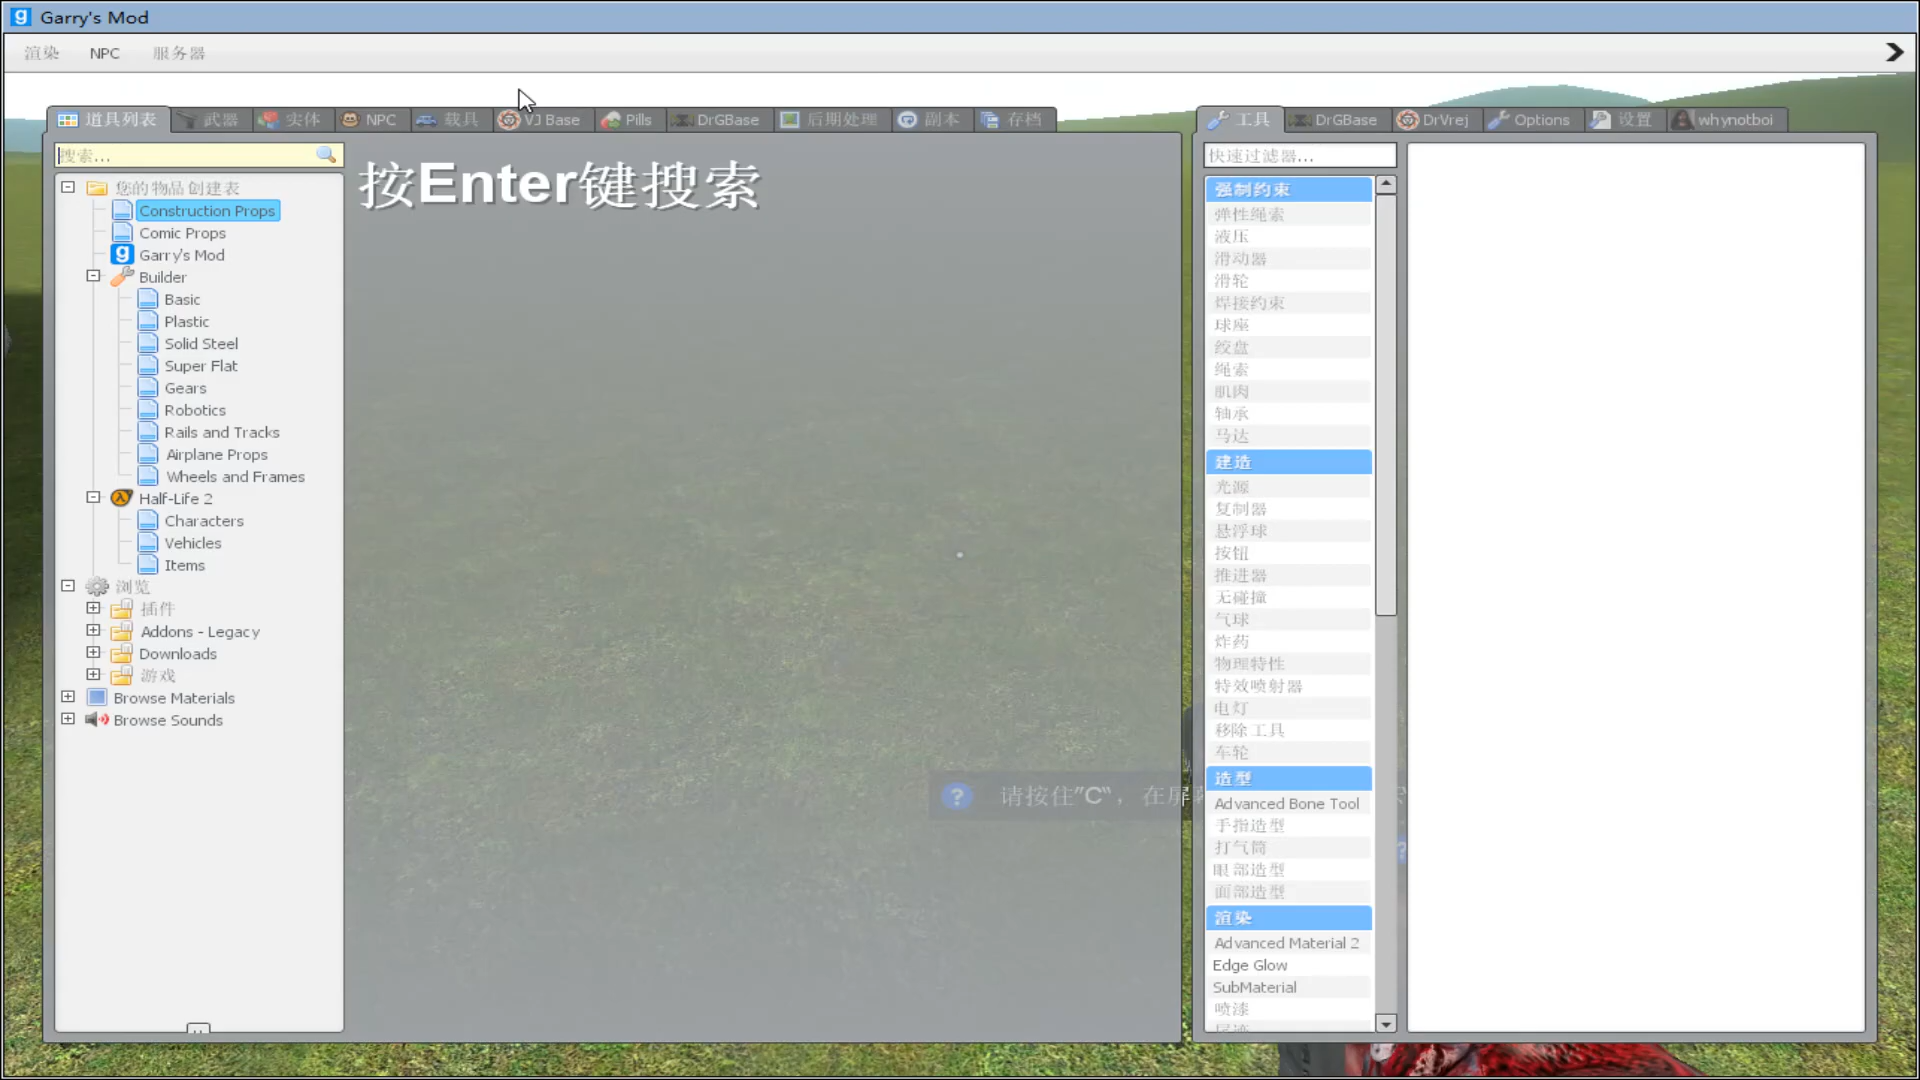 Garry's Mod
渲染 NPC 服务器
道具列表 武器 实体 NPC 载具 VJ Base Pills DrGBase 后期处理 副本 存档
搜索...
按Enter键搜索
您的物品创建表
Construction Props
Comic Props
Garry's Mod
Builder
Basic
Plastic
Solid Steel
Super Flat
Gears
Robotics
Rails and Tracks
Airplane Props
Wheels and Frames
Half-Life 2
Characters
Vehicles
Items
浏览
插件
Addons - Legacy
Downloads
游戏
Browse Materials
Browse Sounds
请按住"C"，在屏
工具 DrGBase DrVrej Options 设置 whynotboi
快速过滤器...
强制约束
弹性绳索
液压
滑动器
滑轮
焊接约束
球座
绞盘
绳索
肌肉
轴承
马达
建造
光源
复制器
悬浮球
按钮
推进器
无碰撞
气球
炸药
物理特性
特效喷射器
电灯
移除工具
车轮
造型
Advanced Bone Tool
手指造型
打气筒
眼部造型
面部造型
渲染
Advanced Material 2
Edge Glow
SubMaterial
喷漆